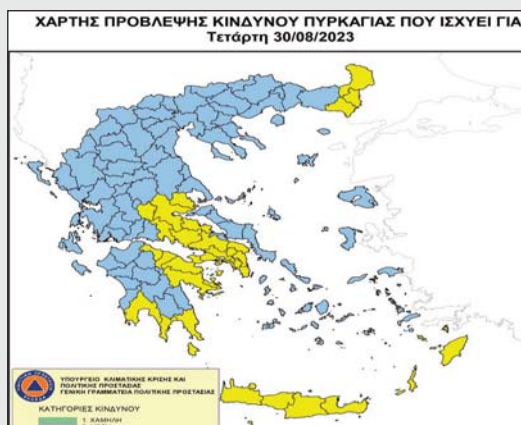 ΧΑΡΤΗΣ ΠΡΟΒΛΕΨΗΣ ΚΙΝΔΥΝΟΥ ΠΥΡΚΑΓΙΑΣ ΠΟΥ ΙΣΧΥΕΙ ΓΙΑ
Τετάρτη 30/08/2023
ΥΠΟΥΡΓΕΙΟ ΚΛΙΜΑΤΙΚΗΣ ΚΡΙΣΗΣ ΚΑΙ
ΠΟΛΙΤΙΚΗΣ ΠΡΟΣΤΑΣΙΑΣ
ΓΕΝΙΚΗ ΓΡΑΜΜΑΤΕΙΑ ΠΟΛΙΤΙΚΗΣ ΠΡΟΣΤΑΣΙΑΣ
ΚΑΤΗΓΟΡΙΕΣ ΚΙΝΔΥΝΟΥ
1. ΧΑΜΗΛΗ